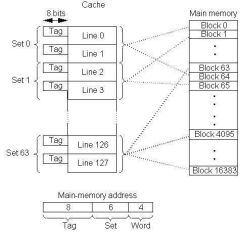 Cache
Main memory
8 bits
Set 0
Tag
Line 0
Tag
Line 1
Set 1
Tag
Line 2
Tag
Line 3
Set 63
Tag
Line 126
Tag
Line 127
Block 0
Block 1
Block 63
Block 64
Block 65
Block 4095
Block 16383
Main-memory address
8 6 4
Tag Set Word